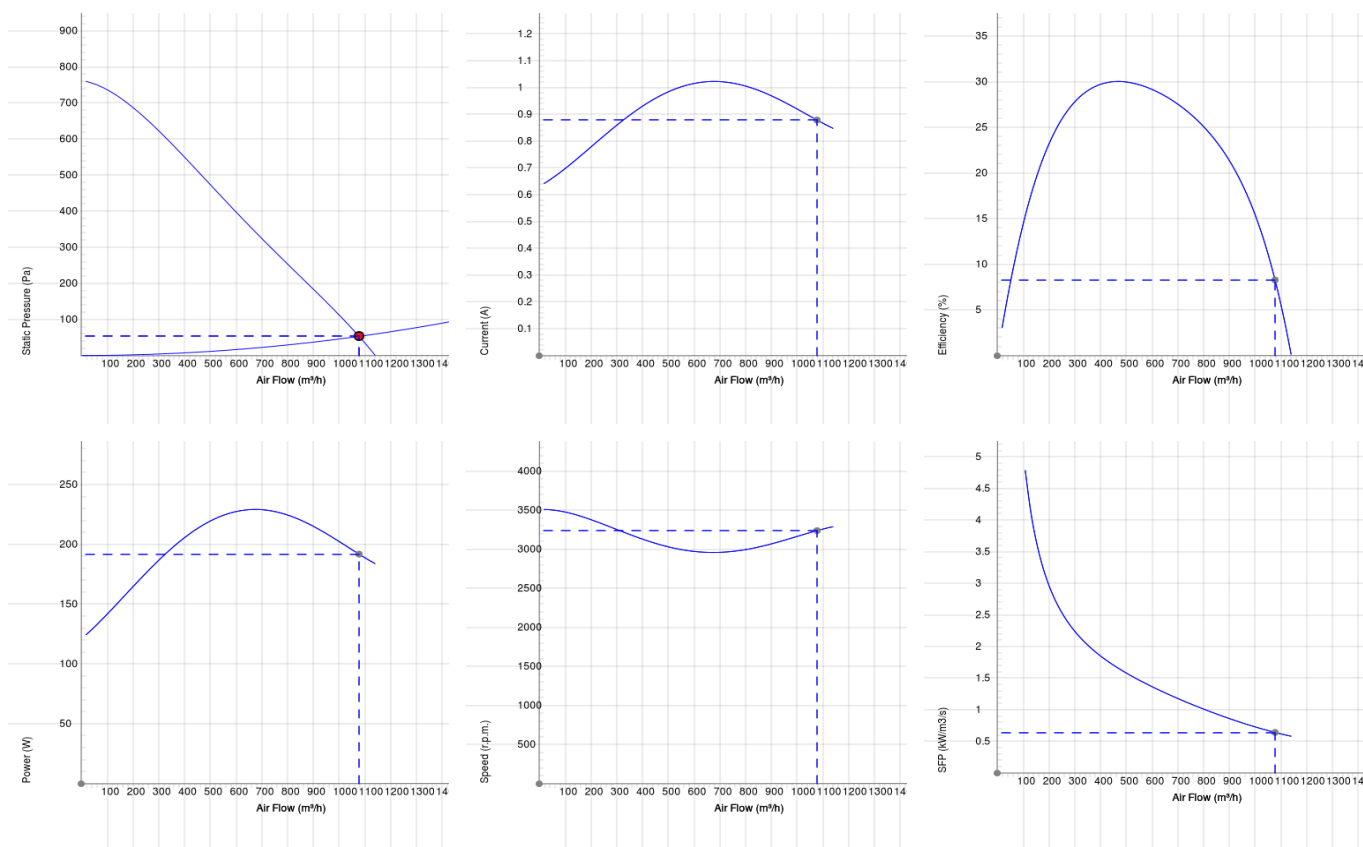 900
800
700
600
500
400
300
200
100
Static Pressure (Pa)
100 200 300 400 500 600 700 800 900 1000 1100 1200 1300 14
Air Flow (m³/h)
1.2
1.1
1
0.9
0.8
0.7
0.6
0.5
0.4
0.3
0.2
0.1
Current (A)
100 200 300 400 500 600 700 800 900 1000 1100 1200 1300 14
Air Flow (m³/h)
35
30
25
20
15
10
5
Efficiency (%)
100 200 300 400 500 600 700 800 900 1000 1100 1200 1300 14
Air Flow (m³/h)
250
200
150
100
50
Power (W)
100 200 300 400 500 600 700 800 900 1000 1100 1200 1300 14
Air Flow (m³/h)
4000
3500
3000
2500
2000
1500
1000
500
Speed (r.p.m.)
100 200 300 400 500 600 700 800 900 1000 1100 1200 1300 14
Air Flow (m³/h)
5
4.5
4
3.5
3
2.5
2
1.5
1
0.5
SFP (kW/m3/s)
100 200 300 400 500 600 700 800 900 1000 1100 1200 1300 14
Air Flow (m³/h)